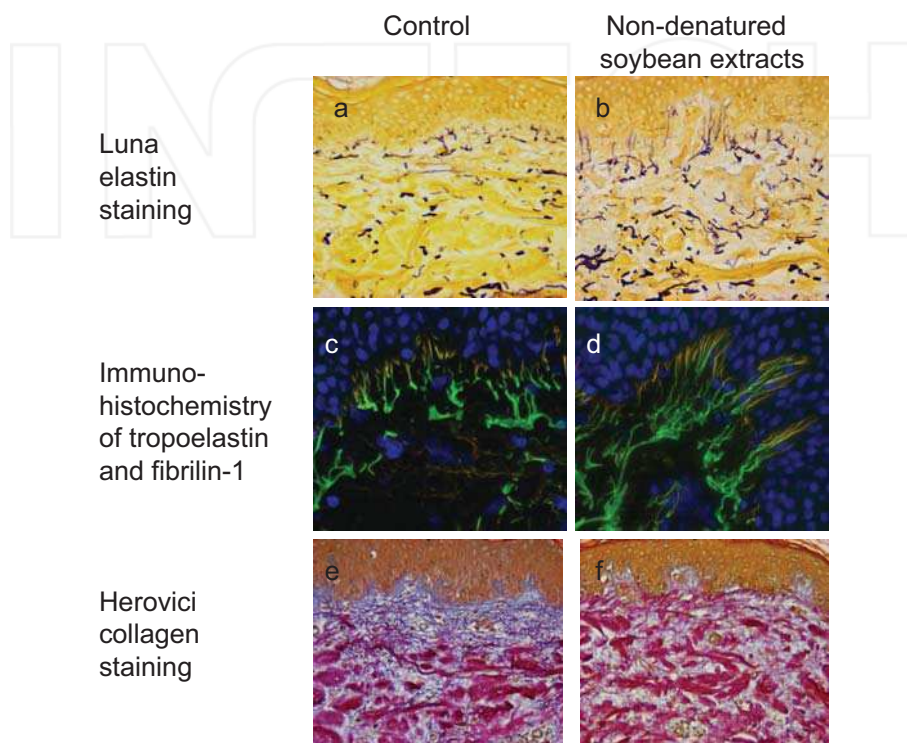 Control
Non-denatured
soybean extracts
a
b
Luna
elastin
staining
c
d
Immuno-
histochemistry
of tropoelastin
and fibrilin-1
e
f
Herovici
collagen
staining